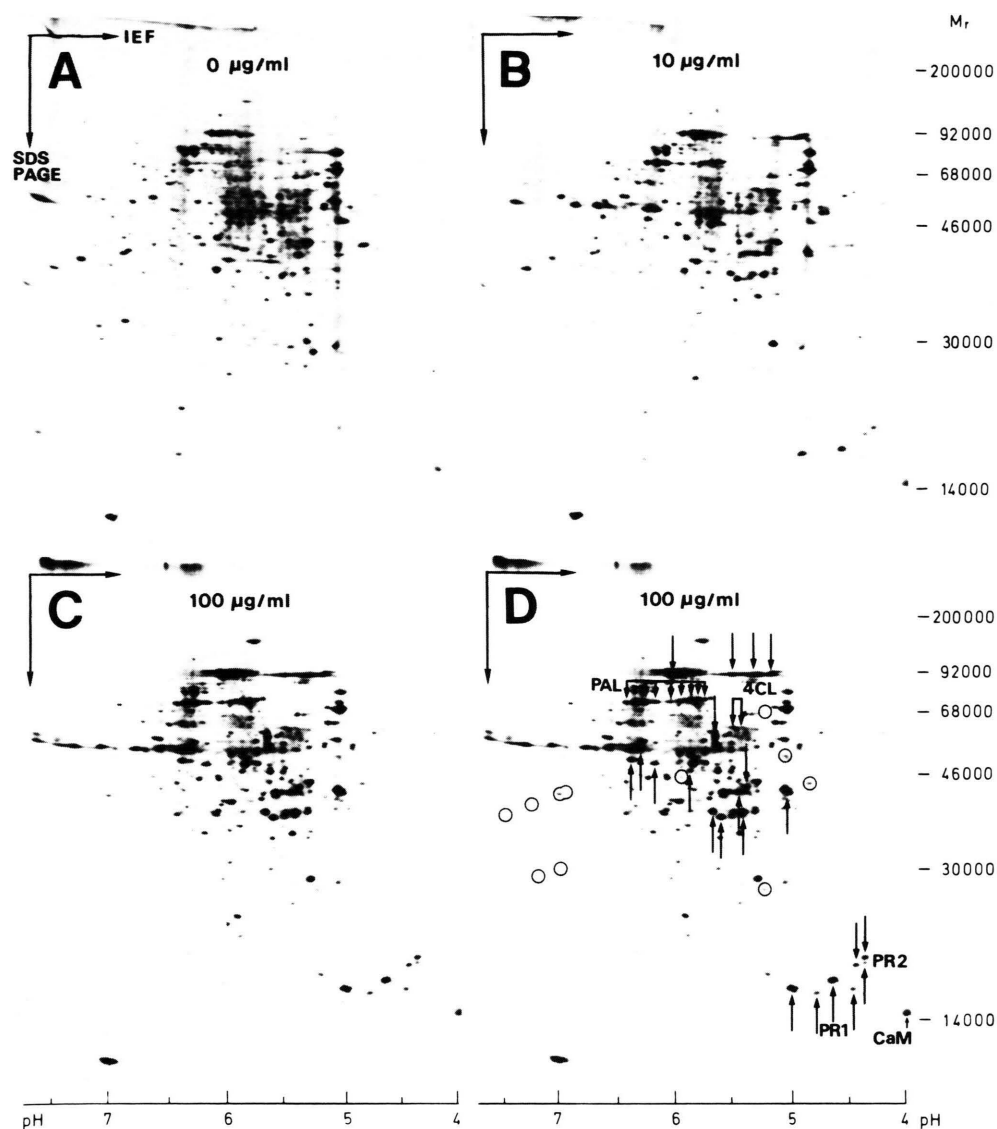 IEF
A
0 µg/ml
SDS
PAGE
B
10 µg/ml
Mr
200000
92000
68000
46000
30000
14000
C
100 µg/ml
D
100 µg/ml
200000
92000
PAL
4CL
68000
46000
30000
PR2
PR1
14000
CaM
pH 7 6 5 4
7 6 5 4 pH